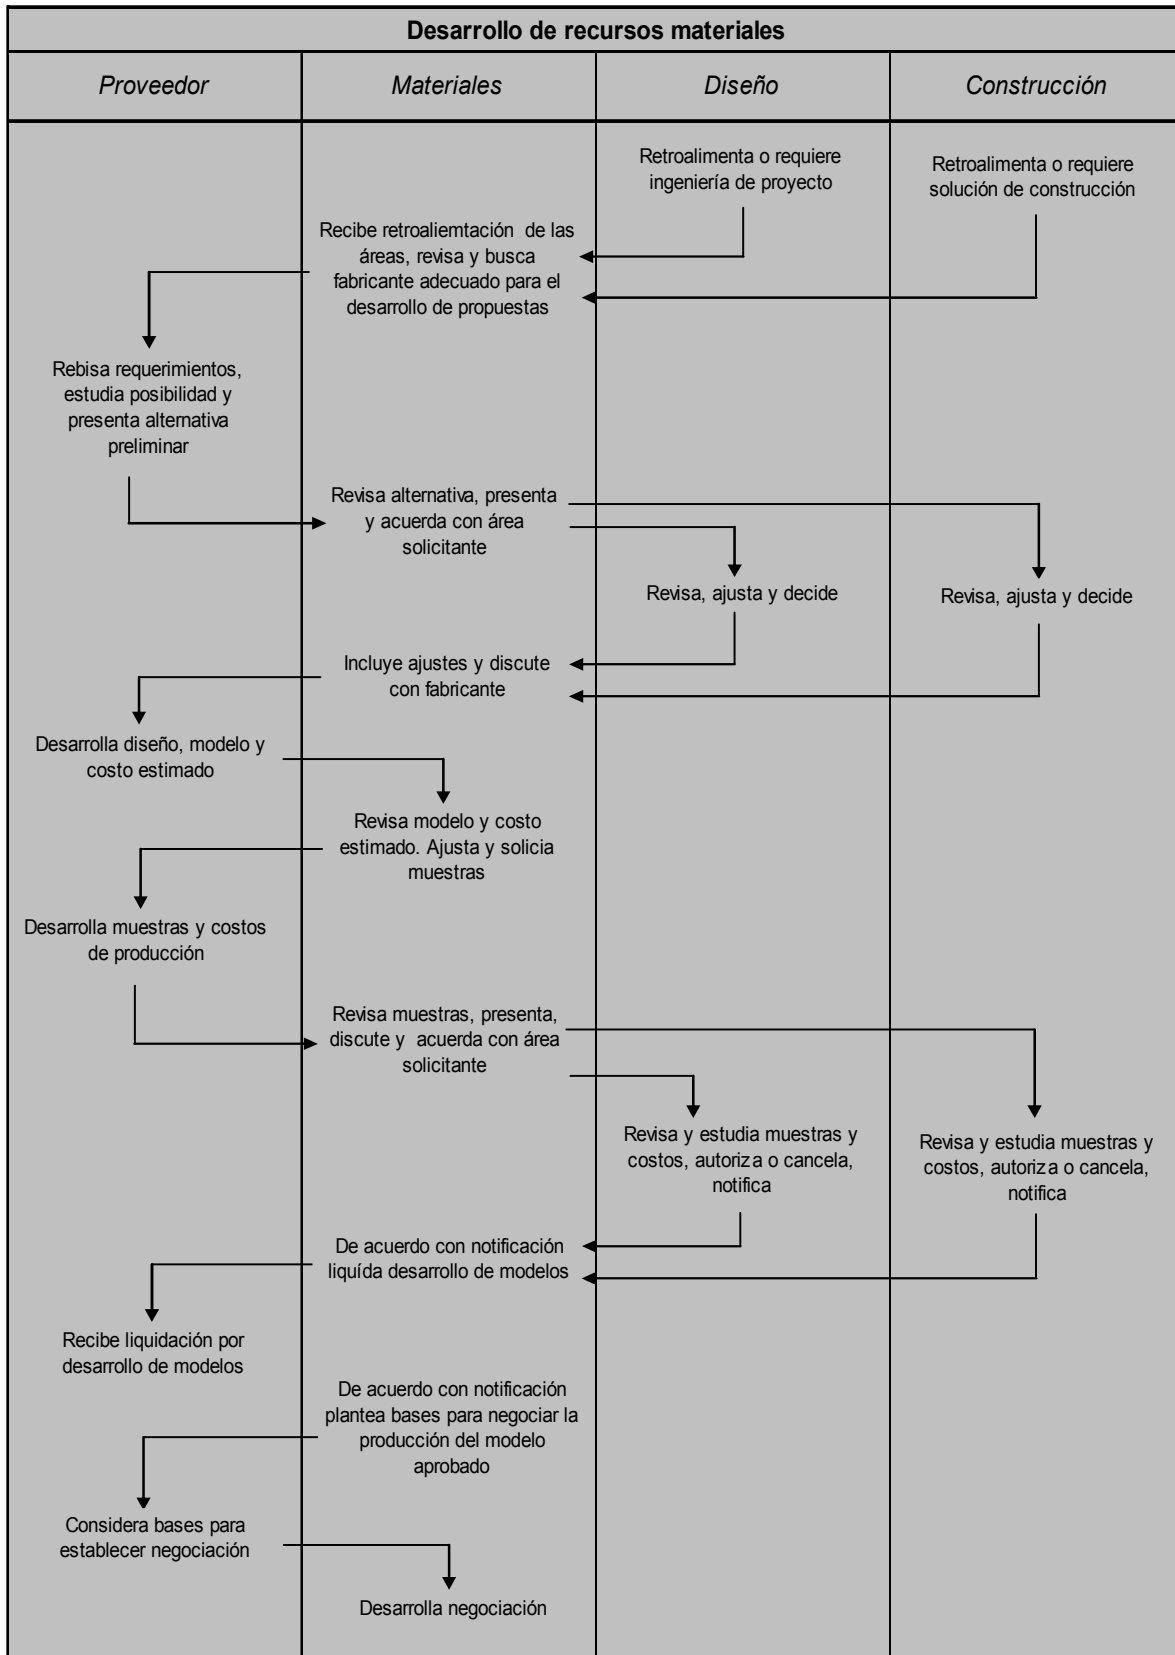 Desarrollo de recursos materiales
Proveedor
Materiales
Diseño
Construcción
Retroalimenta o requiere
ingeniería de proyecto
Retroalimenta o requiere
solución de construcción
Recibe retroaliemtación de las
áreas, revisa y busca
fabricante adecuado para el
desarrollo de propuestas
Rebisa requerimientos,
estudia posibilidad y
presenta alternativa
preliminar
Revisa alternativa, presenta
y acuerda con área
solicitante
Revisa, ajusta y decide
Revisa, ajusta y decide
Incluye ajustes y discute
con fabricante
Desarrolla diseño, modelo y
costo estimado
Revisa modelo y costo
estimado. Ajusta y solicia
muestras
Desarrolla muestras y costos
de producción
Revisa muestras, presenta,
discute y acuerda con área
solicitante
Revisa y estudia muestras y
costos, autoriza o cancela,
notifica
Revisa y estudia muestras y
costos, autoriza o cancela,
notifica
De acuerdo con notificación
liquída desarrollo de modelos
Recibe liquidación por
desarrollo de modelos
De acuerdo con notificación
plantea bases para negociar la
producción del modelo
aprobado
Considera bases para
establecer negociación
Desarrolla negociación